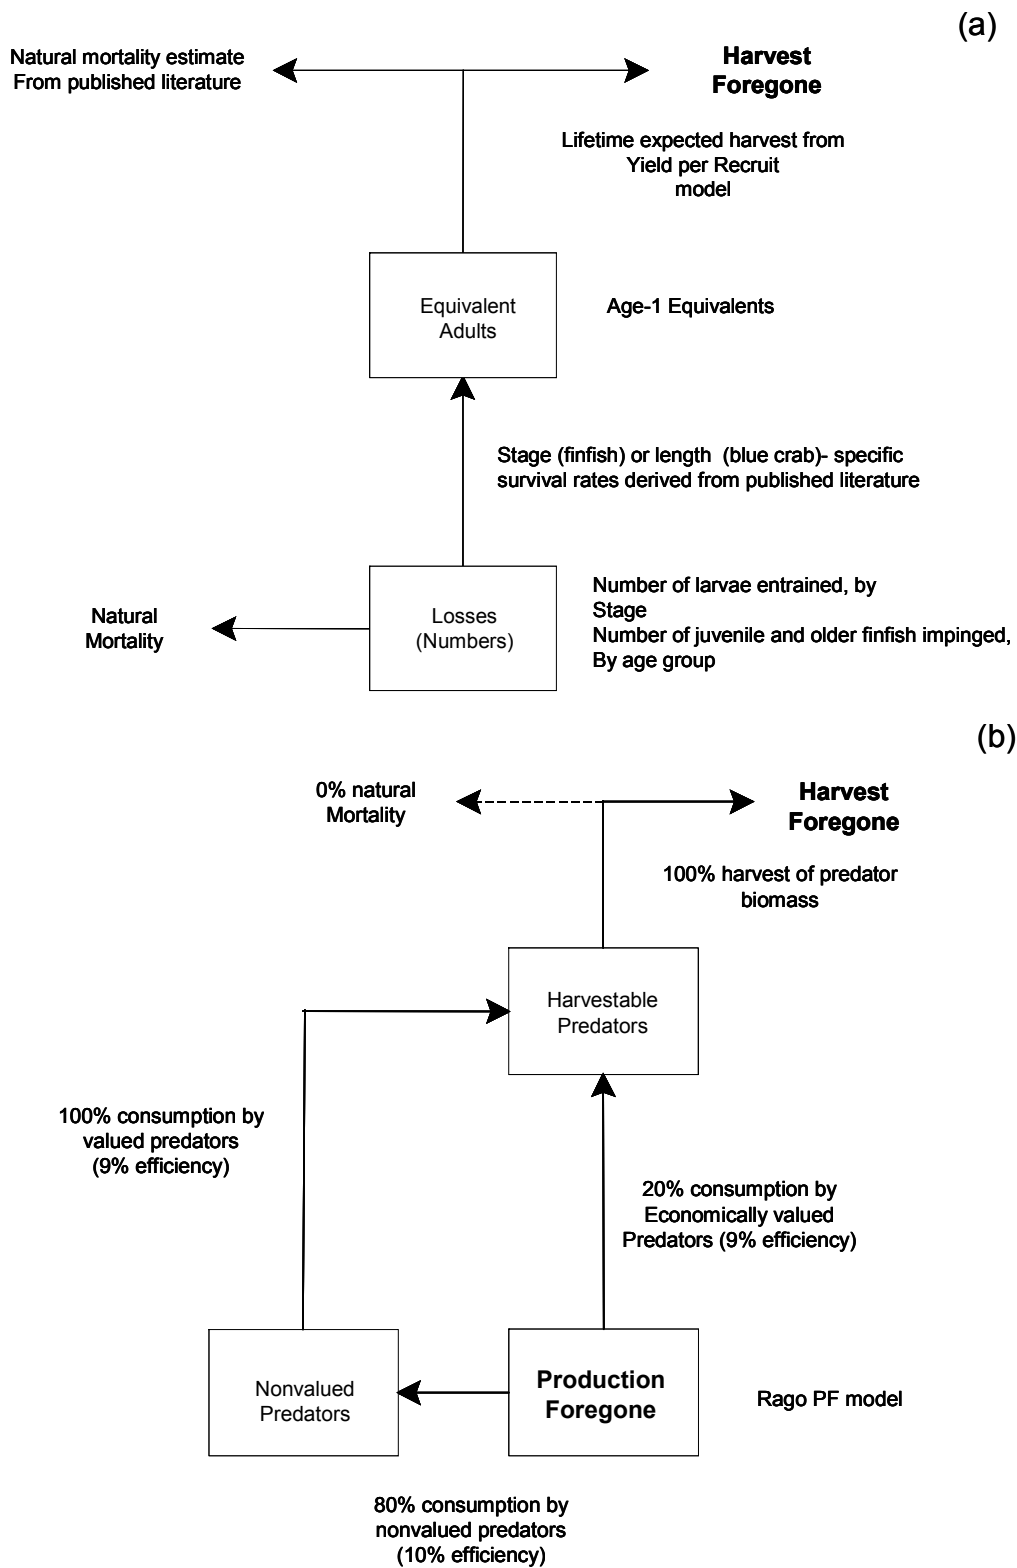 (a)
Natural mortality estimate
From published literature
Harvest
Foregone
Lifetime expected harvest from
Yield per Recruit
model
Equivalent
Adults
Age-1 Equivalents
Stage (finfish) or length  (blue crab)- specific
survival rates derived from published literature
Natural
Mortality
Losses
(Numbers)
Number of larvae entrained, by
Stage
Number of juvenile and older finfish impinged,
By age group
(b)
0% natural
Mortality
Harvest
Foregone
100% harvest of predator
biomass
Harvestable
Predators
100% consumption by
valued predators
(9% efficiency)
20% consumption by
Economically valued
Predators (9% efficiency)
Nonvalued
Predators
Production
Foregone
Rago PF model
80% consumption by
nonvalued predators
(10% efficiency)